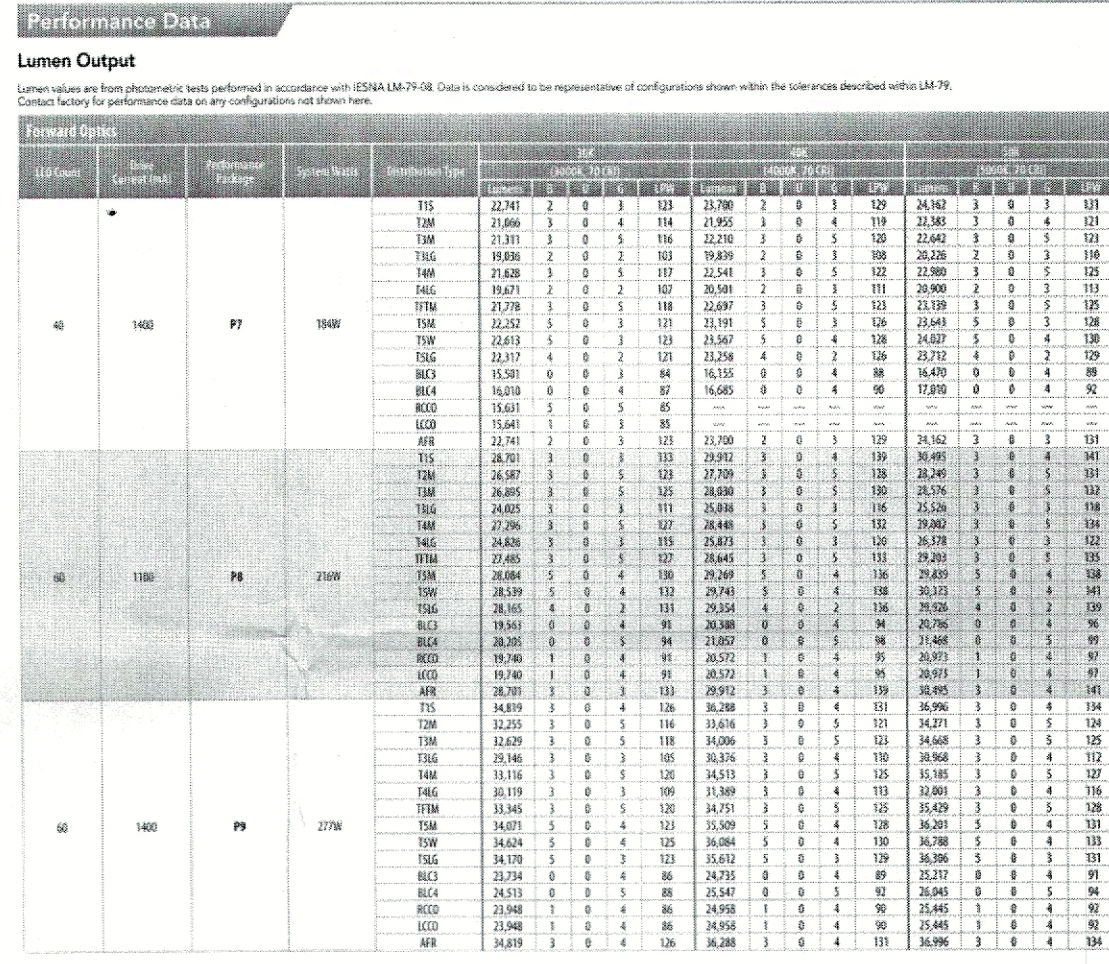 Performance Data
Lumen Output
Lumen values are from photometric tests performed in accordance with IESNA LM-79-08. Data is considered to be representative of configurations shown within the tolerances described within LM-79.
Contact factory for performance data on any configurations not shown here.
Forward Optics
LED Count Drive Current (mA) Performance Package System Watts Distribution Type 30K 40K 50K
(3000K, 70 CRI) (4000K, 70 CRI) (5000K, 70 CRI)
Lumens B U G LPW Lumens B U G LPW Lumens B U G LPW
40 1400 P7 184W
T1S 22,741 2 0 3 123 23,700 2 0 3 129 24,162 3 0 3 131
T2M 21,066 3 0 4 114 21,955 3 0 4 119 22,383 3 0 4 121
T3M 21,311 3 0 5 116 22,210 3 0 5 120 22,642 3 0 5 123
T3LG 19,036 2 0 2 103 19,839 2 0 3 108 20,226 2 0 3 110
T4M 21,628 3 0 5 117 22,541 3 0 5 122 22,980 3 0 5 125
T4LG 19,671 2 0 2 107 20,501 2 0 3 111 20,900 2 0 3 113
TFTM 21,778 3 0 5 118 22,697 3 0 5 123 23,139 3 0 5 125
T5M 22,252 5 0 3 121 23,191 5 0 3 126 23,643 5 0 3 128
T5W 22,613 5 0 3 123 23,567 5 0 4 128 24,027 5 0 4 130
T5LG 22,317 4 0 2 121 23,258 4 0 2 126 23,712 4 0 2 129
BLC3 15,501 0 0 3 84 16,155 0 0 4 88 16,470 0 0 4 89
BLC4 16,010 0 0 4 87 16,685 0 0 4 90 17,010 0 0 4 92
RCCO 15,631 5 0 5 85
LCCO 15,641 1 0 3 85
AFR 22,741 2 0 3 123 23,700 2 0 3 129 24,162 3 0 3 131
60 1100 P8 216W
T1S 28,701 3 0 3 133 29,912 3 0 4 139 30,495 3 0 4 141
T2M 26,587 3 0 5 123 27,709 3 0 5 128 28,249 3 0 5 131
T3M 26,895 3 0 5 125 28,030 3 0 5 130 28,576 3 0 5 132
T3LG 24,025 3 0 3 111 25,038 3 0 3 116 25,526 3 0 3 118
T4M 27,296 3 0 5 127 28,448 3 0 5 132 29,002 3 0 5 134
T4LG 24,826 3 0 3 115 25,873 3 0 3 120 26,378 3 0 3 122
TFTM 27,485 3 0 5 127 28,645 3 0 5 133 29,203 3 0 5 135
T5M 28,084 5 0 4 130 29,269 5 0 4 136 29,839 5 0 4 138
T5W 28,539 5 0 4 132 29,743 5 0 4 138 30,323 5 0 4 141
T5LG 28,165 4 0 2 131 29,354 4 0 2 136 29,926 4 0 2 139
BLC3 19,563 0 0 4 91 20,388 0 0 4 94 20,786 0 0 4 96
BLC4 20,205 0 0 5 94 21,057 0 0 5 98 21,468 0 0 5 99
RCCO 19,740 1 0 4 91 20,572 1 0 4 95 20,973 1 0 4 97
LCCO 19,740 1 0 4 91 20,572 1 0 4 95 20,973 1 0 4 97
AFR 28,701 3 0 3 133 29,912 3 0 4 139 30,495 3 0 4 141
60 1400 P9 277W
T1S 34,819 3 0 4 126 36,288 3 0 4 131 36,996 3 0 4 134
T2M 32,255 3 0 5 116 33,616 3 0 5 121 34,271 3 0 5 124
T3M 32,629 3 0 5 118 34,006 3 0 5 123 34,668 3 0 5 125
T3LG 29,146 3 0 3 105 30,376 3 0 4 110 30,968 3 0 4 112
T4M 33,116 3 0 5 120 34,513 3 0 5 125 35,185 3 0 5 127
T4LG 30,119 3 0 3 109 31,389 3 0 4 113 32,001 3 0 4 116
TFTM 33,345 3 0 5 120 34,751 3 0 5 125 35,429 3 0 5 128
T5M 34,071 5 0 4 123 35,509 5 0 4 128 36,201 5 0 4 131
T5W 34,624 5 0 4 125 36,084 5 0 4 130 36,788 5 0 4 133
T5LG 34,170 5 0 3 123 35,612 5 0 3 129 36,306 5 0 3 131
BLC3 23,734 0 0 4 86 24,735 0 0 4 89 25,217 0 0 4 91
BLC4 24,513 0 0 5 88 25,547 0 0 5 92 26,045 0 0 5 94
RCCO 23,948 1 0 4 86 24,958 1 0 4 90 25,445 1 0 4 92
LCCO 23,948 1 0 4 86 24,958 1 0 4 90 25,445 1 0 4 92
AFR 34,819 3 0 4 126 36,288 3 0 4 131 36,996 3 0 4 134